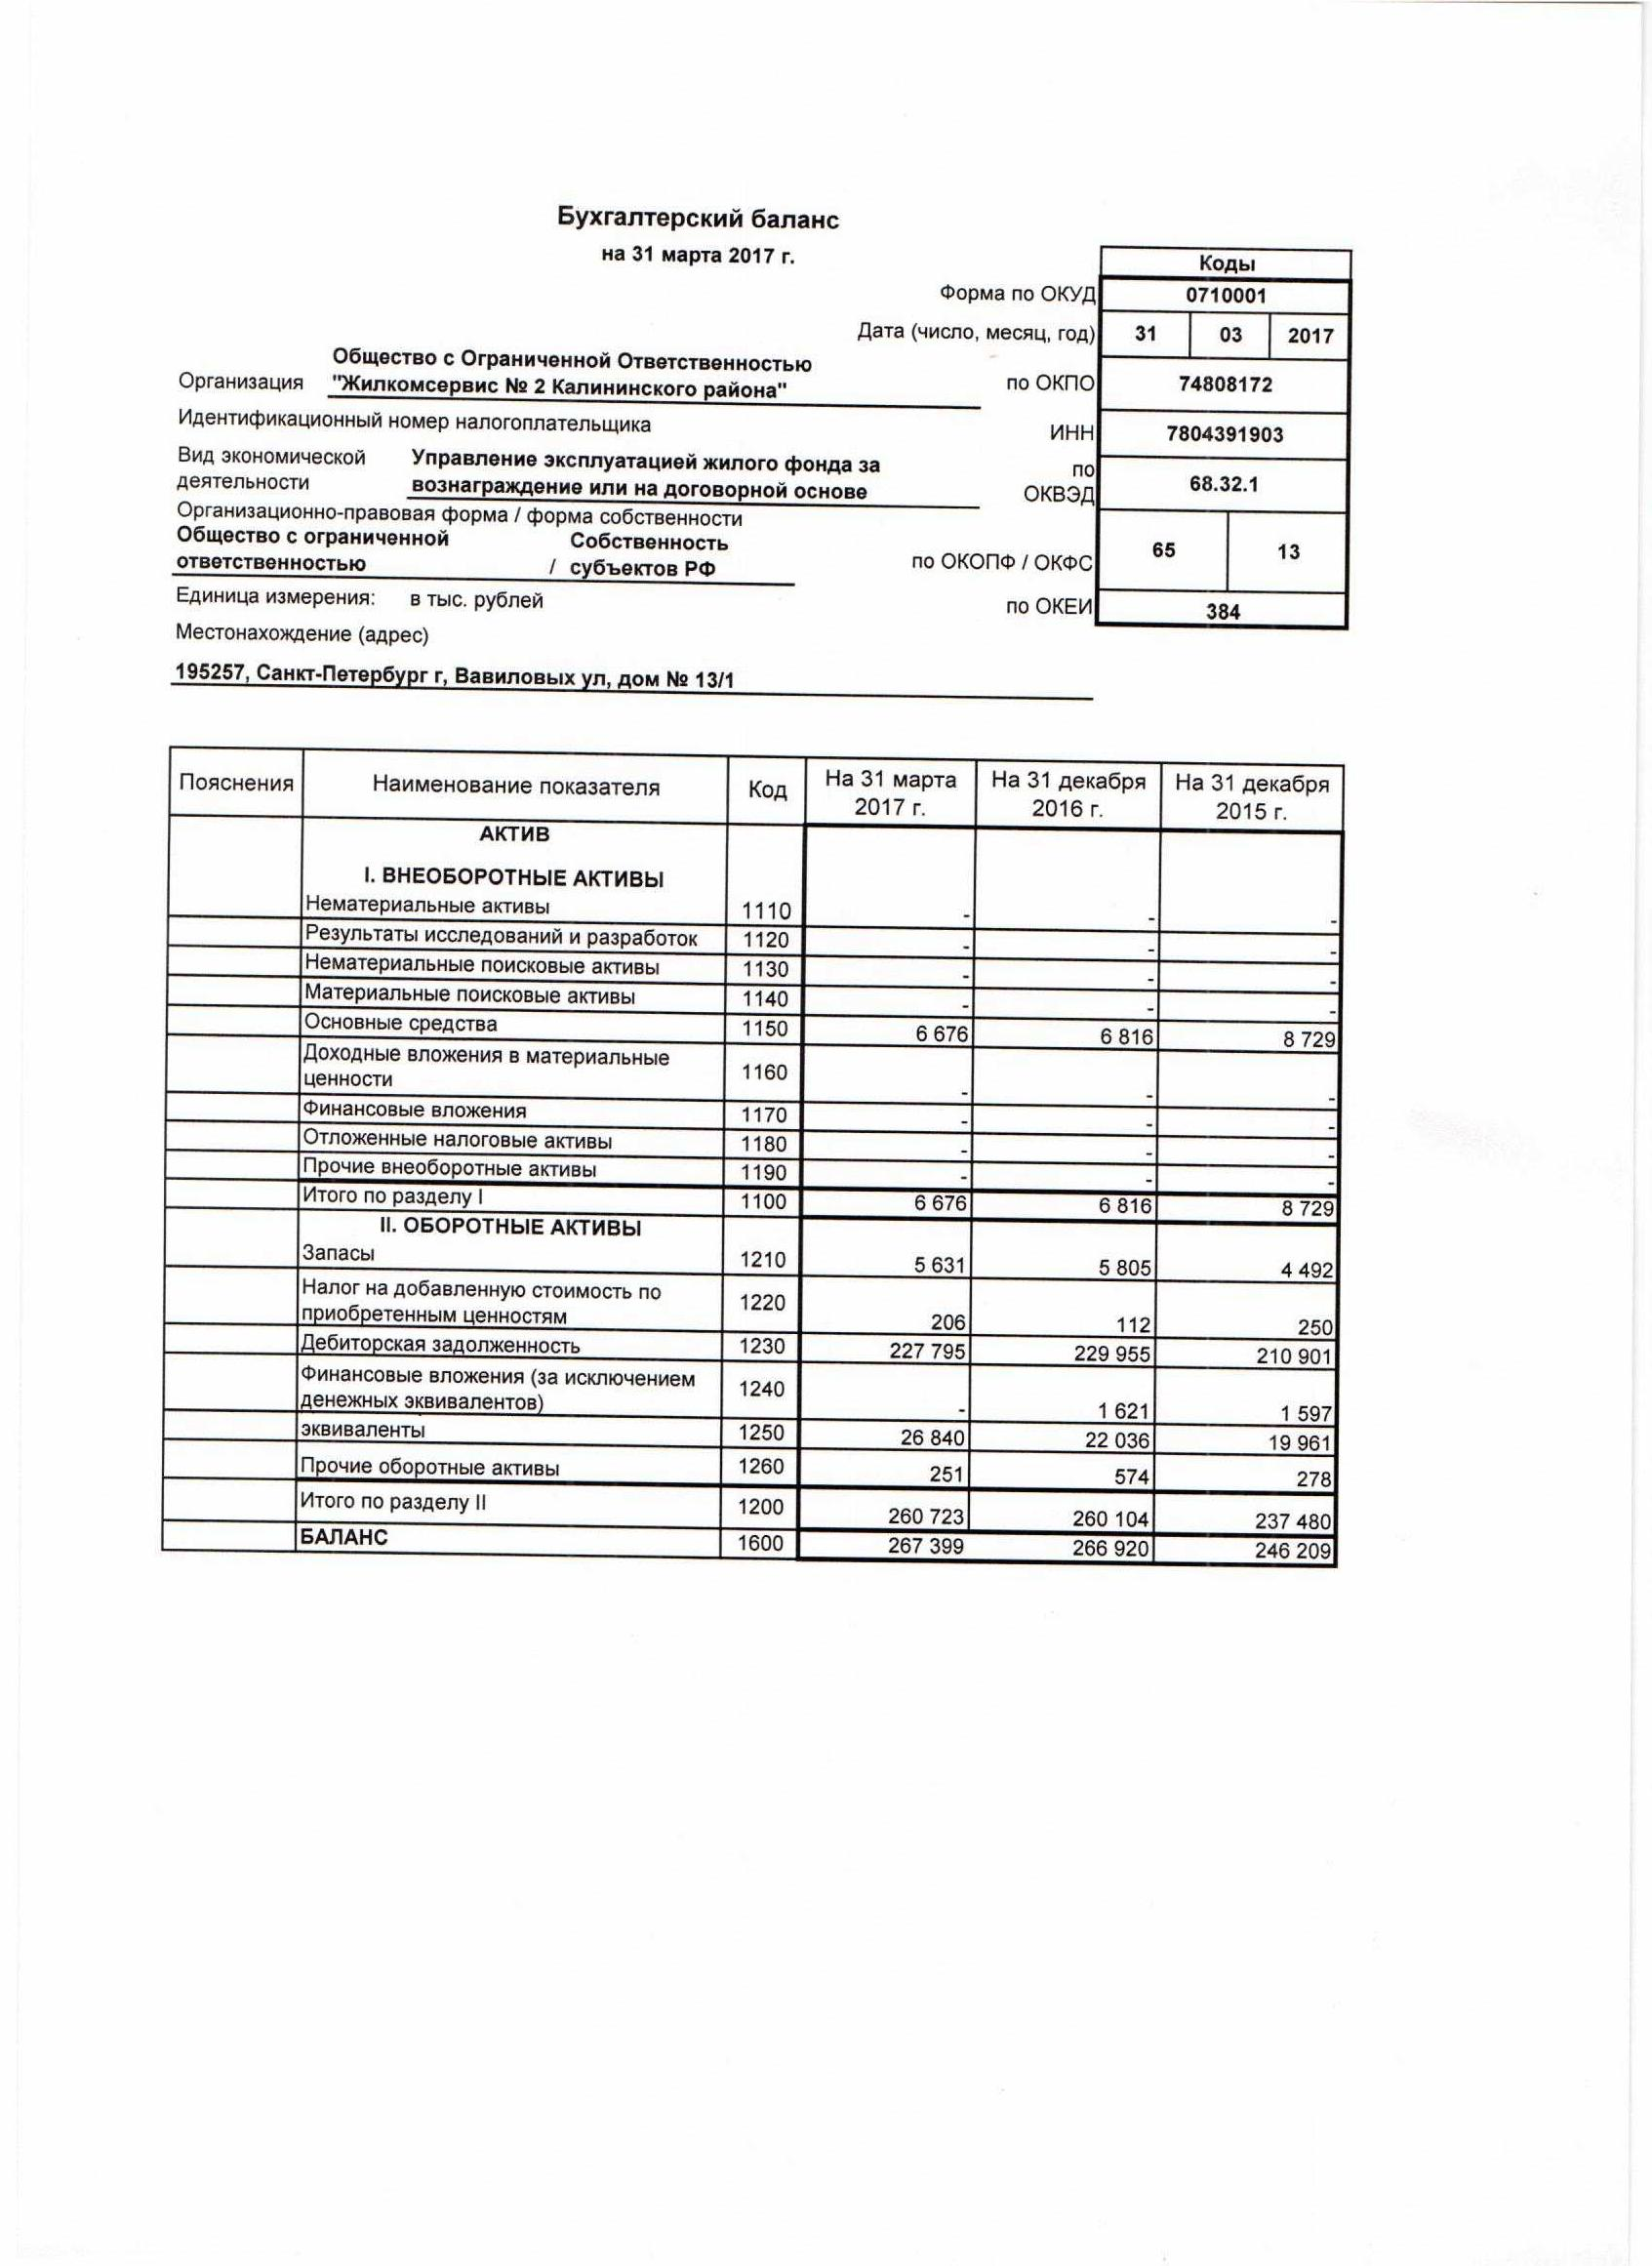 Бухгалтерский баланс
на 31 марта 2017 г.
Коды
Форма по ОКУД 0710001
Дата (число, месяц, год) 31 03 2017
Общество с Ограниченной Ответственностью
Организация "Жилкомсервис № 2 Калининского района" по ОКПО 74808172
Идентификационный номер налогоплательщика ИНН 7804391903
Вид экономической Управление эксплуатацией жилого фонда за по
деятельности вознаграждение или на договорной основе ОКВЭД 68.32.1
Организационно-правовая форма / форма собственности
Общество с ограниченной Собственность
ответственностью / субъектов РФ по ОКОПФ / ОКФС 65 13
Единица измерения: в тыс. рублей по ОКЕИ 384
Местонахождение (адрес)
195257, Санкт-Петербург г, Вавиловых ул, дом № 13/1
Пояснения Наименование показателя Код На 31 марта 2017 г. На 31 декабря 2016 г. На 31 декабря 2015 г.
АКТИВ
I. ВНЕОБОРОТНЫЕ АКТИВЫ
Нематериальные активы 1110 - - -
Результаты исследований и разработок 1120 - - -
Нематериальные поисковые активы 1130 - - -
Материальные поисковые активы 1140 - - -
Основные средства 1150 6 676 6 816 8 729
Доходные вложения в материальные
ценности 1160 - - -
Финансовые вложения 1170 - - -
Отложенные налоговые активы 1180 - - -
Прочие внеоборотные активы 1190 - - -
Итого по разделу I 1100 6 676 6 816 8 729
II. ОБОРОТНЫЕ АКТИВЫ
Запасы 1210 5 631 5 805 4 492
Налог на добавленную стоимость по
приобретенным ценностям 1220 206 112 250
Дебиторская задолженность 1230 227 795 229 955 210 901
Финансовые вложения (за исключением
денежных эквивалентов) 1240 - 1 621 1 597
эквиваленты 1250 26 840 22 036 19 961
Прочие оборотные активы 1260 251 574 278
Итого по разделу II 1200 260 723 260 104 237 480
БАЛАНС 1600 267 399 266 920 246 209